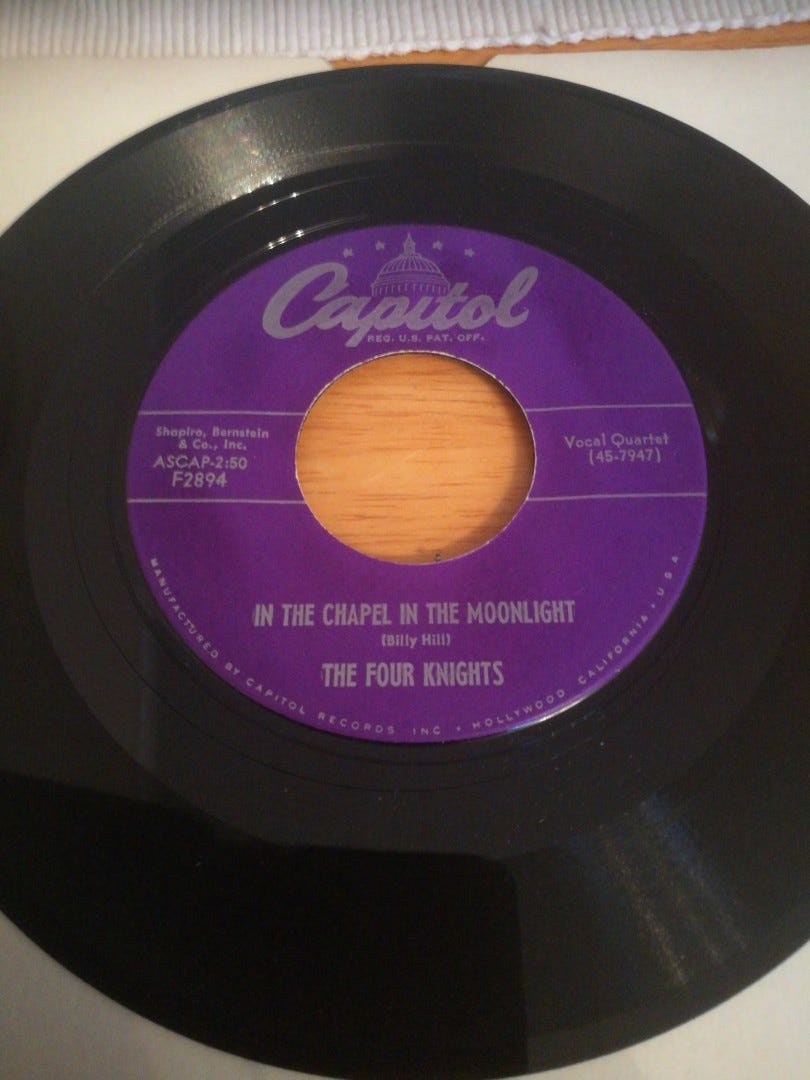 Capitol
REG. U.S. PAT. OFF.
Shapiro, Bernstein
& Co., Inc.
ASCAP-2:50
F2894
Vocal Quartet
(45-7947)
IN THE CHAPEL IN THE MOONLIGHT
(Billy Hill)
THE FOUR KNIGHTS
MANUFACTURED BY CAPITOL RECORDS INC • HOLLYWOOD CALIFORNIA • U S A